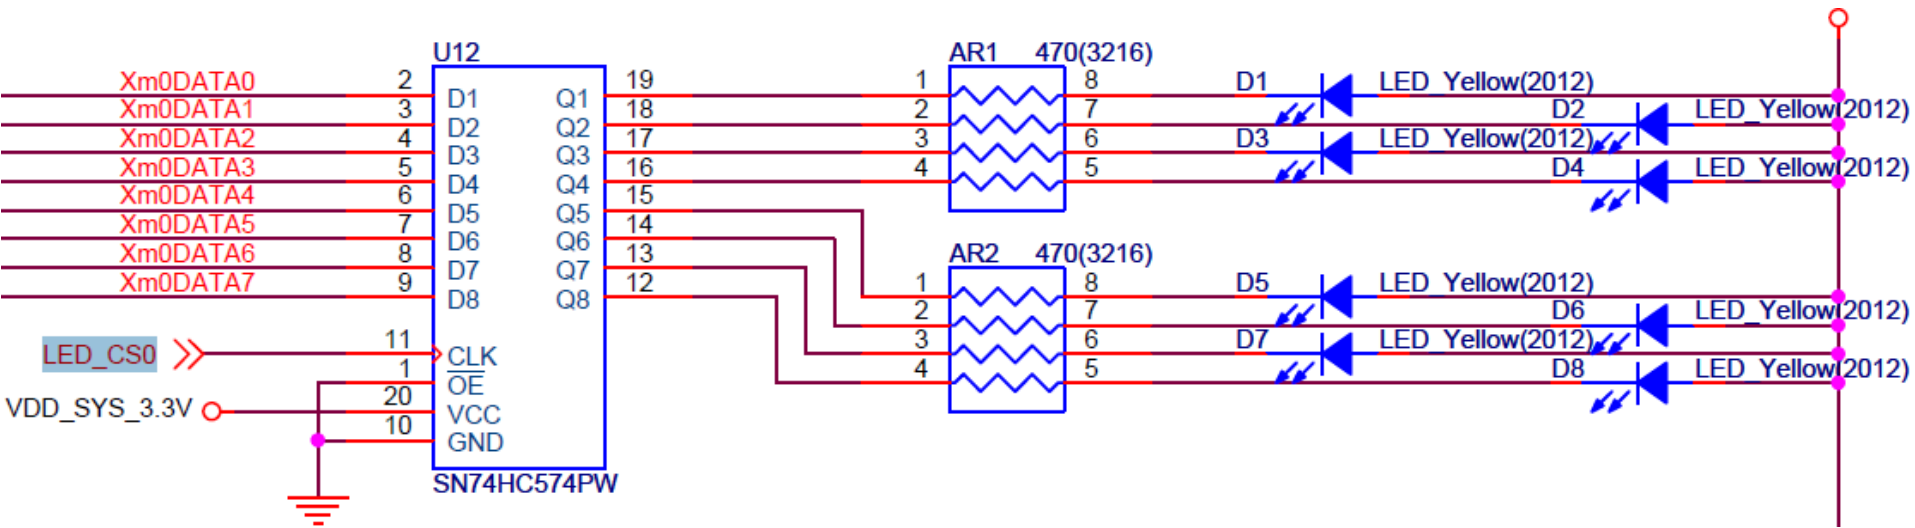 U12 AR1 470(3216)
Xm0DATA0 2 D1 Q1 19 1 8 D1 LED_Yellow(2012)
Xm0DATA1 3 D2 Q2 18 2 7 D2 LED_Yellow(2012)
Xm0DATA2 4 D3 Q3 17 3 6 D3 LED_Yellow(2012)
Xm0DATA3 5 D4 Q4 16 4 5 D4 LED_Yellow(2012)
Xm0DATA4 6 D5 Q5 15
Xm0DATA5 7 D6 Q6 14
AR2 470(3216)
Xm0DATA6 8 D7 Q7 13
Xm0DATA7 9 D8 Q8 12 1 8 D5 LED_Yellow(2012)
2 7 D6 LED_Yellow(2012)
LED_CS0 11 CLK 3 6 D7 LED_Yellow(2012)
1 OE 4 5 D8 LED_Yellow(2012)
VDD_SYS_3.3V 20 VCC
10 GND
SN74HC574PW